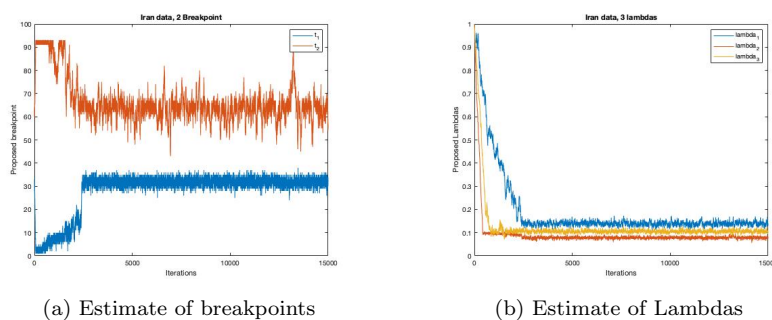 Iran data, 2 Breakpoint
t1
t2
100
90
80
70
60
50
40
30
20
10
0
Proposed breakpoint
0
5000
10000
15000
Iterations
(a) Estimate of breakpoints
Iran data, 3 lambdas
lambda1
lambda2
lambda3
1
0.9
0.8
0.7
0.6
0.5
0.4
0.3
0.2
0.1
0
Proposed Lambdas
0
5000
10000
15000
Iterations
(b) Estimate of Lambdas